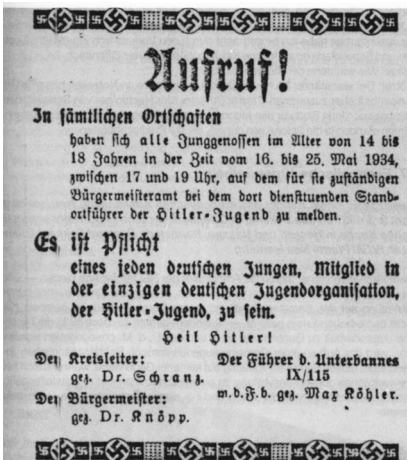 Aufruf!
In sämtlichen Ortschaften
haben sich alle Junggenossen im Alter von 14 bis
18 Jahren in der Zeit vom 16. bis 25. Mai 1934,
zwischen 17 und 19 Uhr, auf dem für sie zuständigen
Bürgermeisteramt bei dem dort diensttuenden Stand-
ortführer der Hitler-Jugend zu melden.
Es ist Pflicht
eines jeden deutschen Jungen, Mitglied in
der einzigen deutschen Jugendorganisation,
der Hitler-Jugend, zu sein.
Heil Hitler!
Der Kreisleiter: Der Führer d. Unterbannes
gez. Dr. Schranz. IX/115
Der Bürgermeister: m.d.F.b. gez. Max Köhler.
gez. Dr. Knöpp.